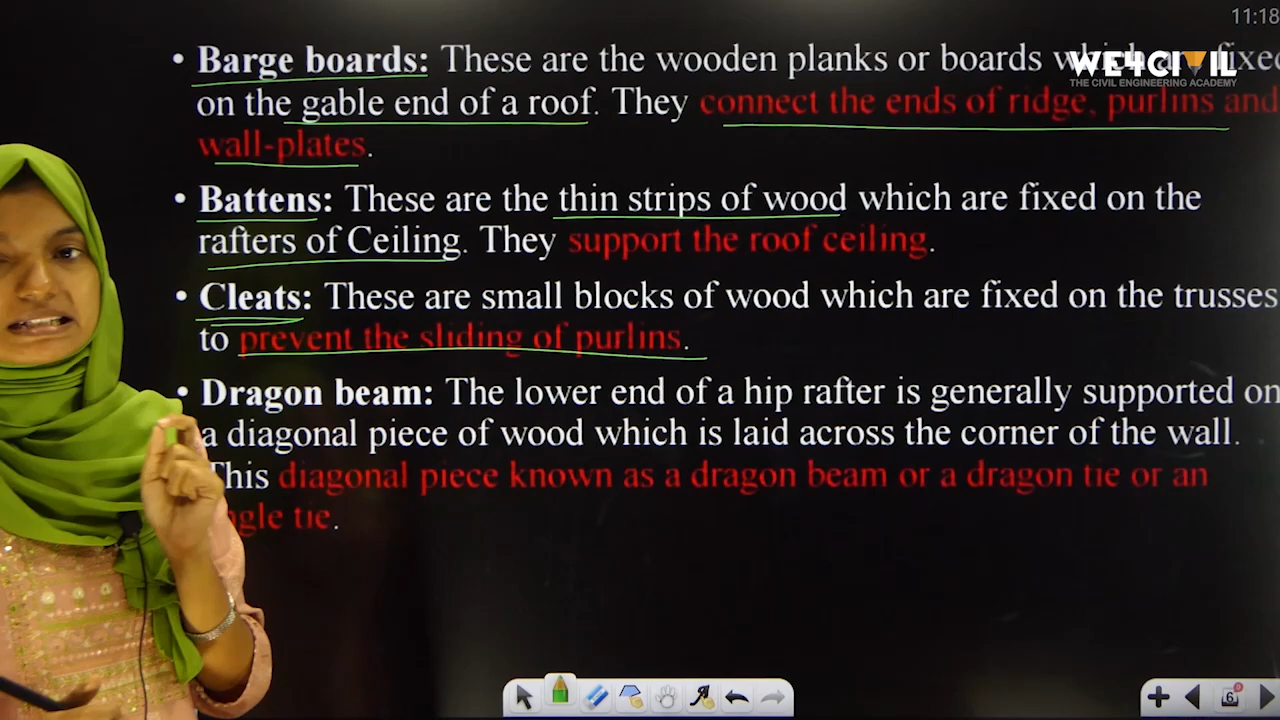 11:18
WE4CIVIL
THE CIVIL ENGINEERING ACADEMY
• Barge boards: These are the wooden planks or boards fixed
on the gable end of a roof. They connect the ends of ridge, purlins and
wall-plates.
• Battens: These are the thin strips of wood which are fixed on the
rafters of Ceiling. They support the roof ceiling.
• Cleats: These are small blocks of wood which are fixed on the trusses
to prevent the sliding of purlins.
• Dragon beam: The lower end of a hip rafter is generally supported on
a diagonal piece of wood which is laid across the corner of the wall.
This diagonal piece known as a dragon beam or a dragon tie or an
ngle tie.
6